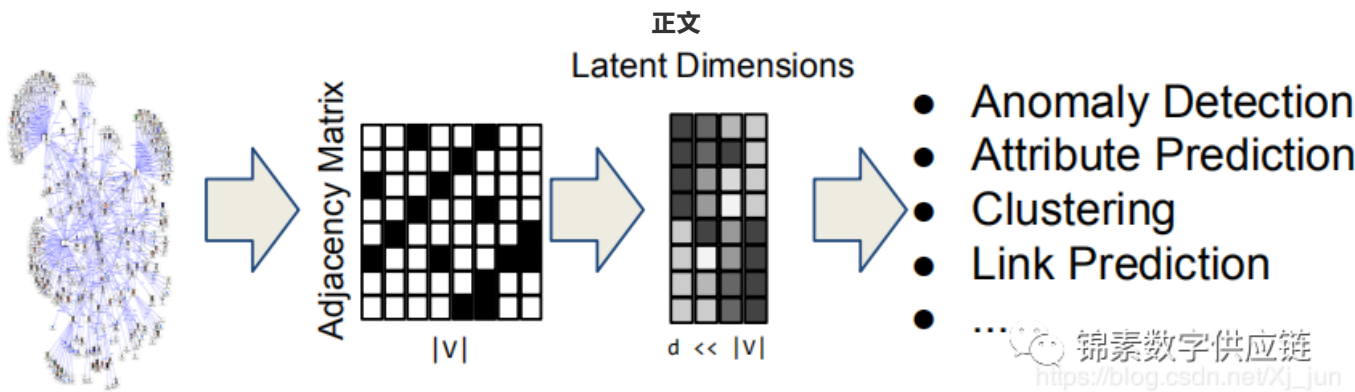 正文
Latent Dimensions
Adjacency Matrix
|V|
d << |V|
● Anomaly Detection
● Attribute Prediction
● Clustering
● Link Prediction
● ...
锦素数字供应链
https://blog.csdn.net/Xj_jun